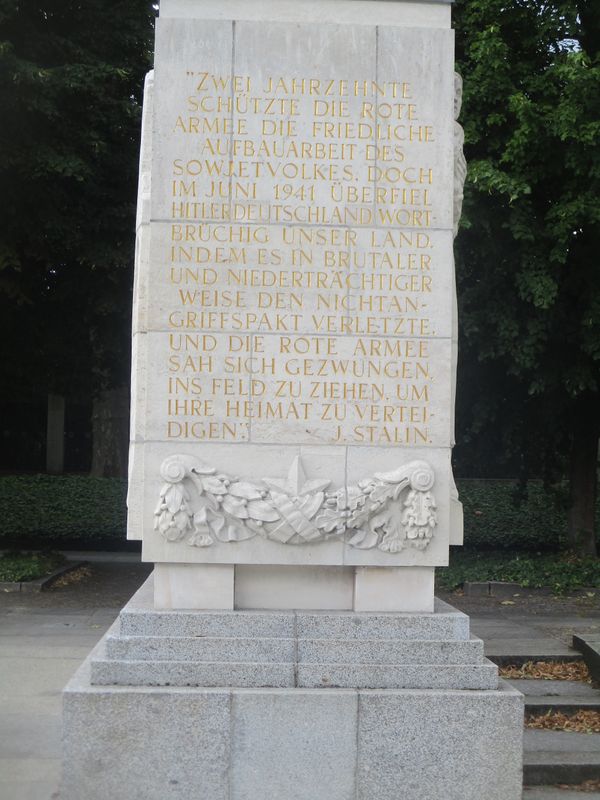 "ZWEI JAHRZEHNTE
SCHÜTZTE DIE ROTE
ARMEE DIE FRIEDLICHE
AUFBAUARBEIT DES
SOWJETVOLKES. DOCH
IM JUNI 1941 ÜBERFIEL
HITLERDEUTSCHLAND WORT-
BRÜCHIG UNSER LAND,
INDEM ES IN BRUTALER
UND NIEDERTRÄCHTIGER
WEISE DEN NICHTAN-
GRIFFSPAKT VERLETZTE,
UND DIE ROTE ARMEE
SAH SICH GEZWUNGEN,
INS FELD ZU ZIEHEN, UM
IHRE HEIMAT ZU VERTEI-
DIGEN." J. STALIN.